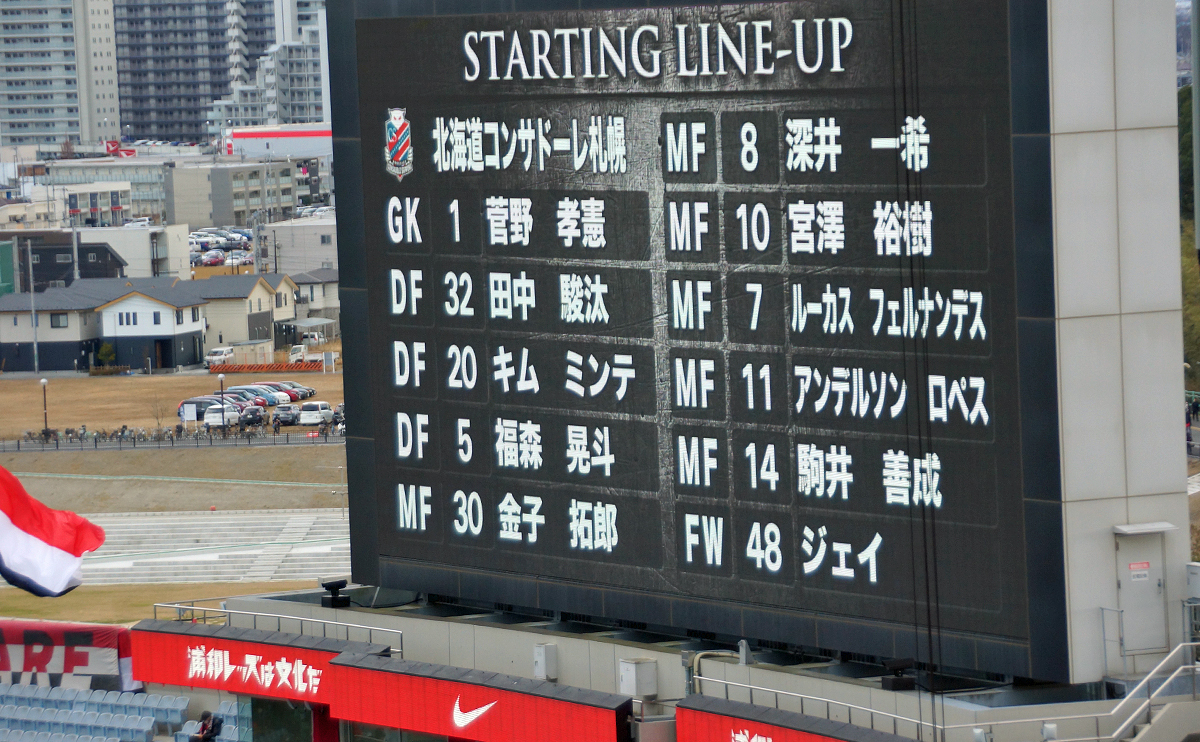 STARTING LINE-UP
北海道コンサドーレ札幌
GK 1 菅野 孝憲
DF 32 田中 駿汰
DF 20 キム ミンテ
DF 5 福森 晃斗
MF 30 金子 拓郎
MF 8 深井 一希
MF 10 宮澤 裕樹
MF 7 ルーカス フェルナンデス
MF 11 アンデルソン ロペス
MF 14 駒井 善成
FW 48 ジェイ
ARE
浦和レッズは文化だ